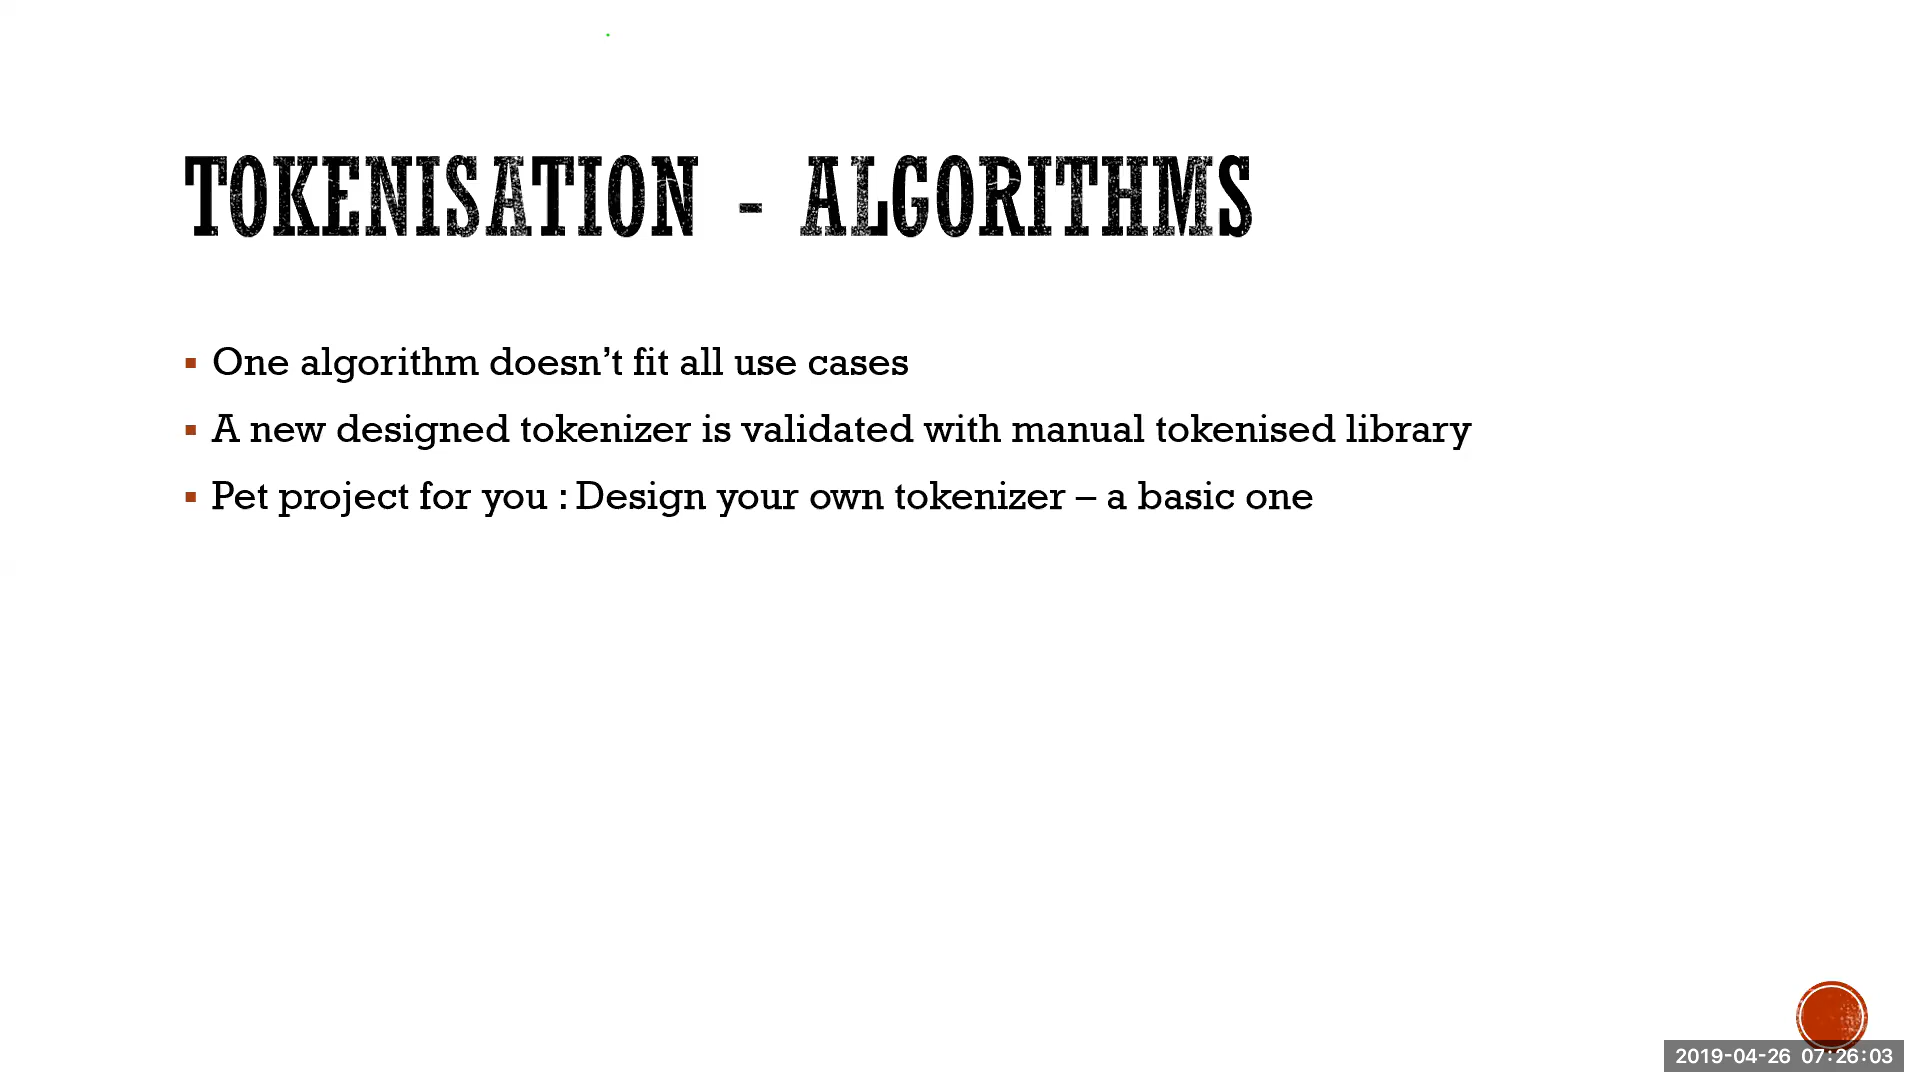 TOKENISATION - ALGORITHMS
▪ One algorithm doesn’t fit all use cases
▪ A new designed tokenizer is validated with manual tokenised library
▪ Pet project for you : Design your own tokenizer – a basic one
2019-04-26 07:26:03